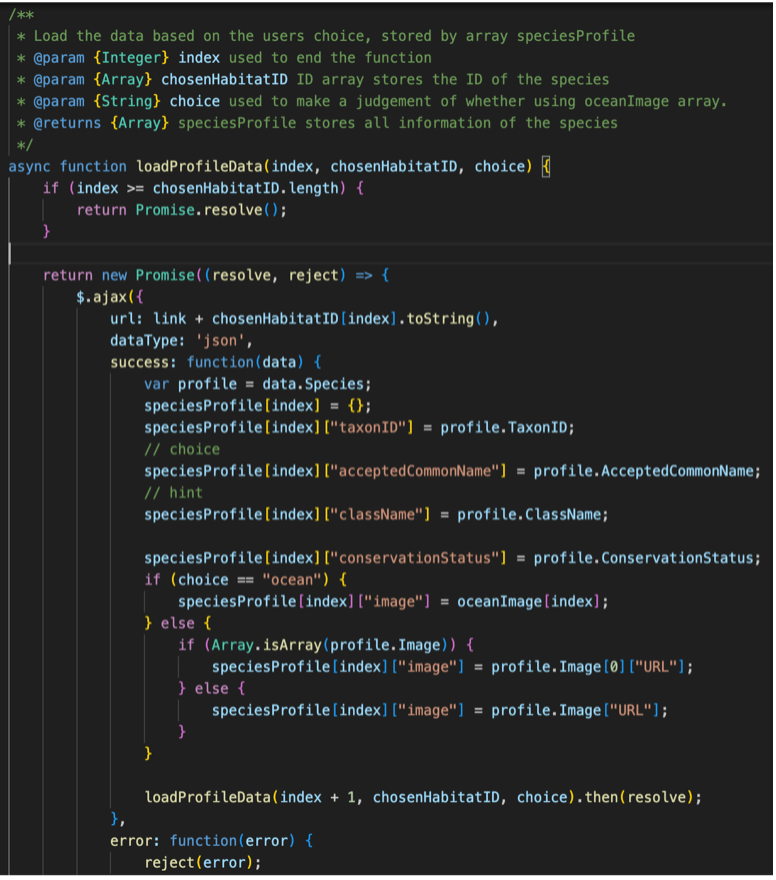 /**
 * Load the data based on the users choice, stored by array speciesProfile
 * @param {Integer} index used to end the function
 * @param {Array} chosenHabitatID ID array stores the ID of the species
 * @param {String} choice used to make a judgement of whether using oceanImage array.
 * @returns {Array} speciesProfile stores all information of the species
 */
async function loadProfileData(index, chosenHabitatID, choice) {
    if (index >= chosenHabitatID.length) {
        return Promise.resolve();
    }

    return new Promise((resolve, reject) => {
        $.ajax({
            url: link + chosenHabitatID[index].toString(),
            dataType: 'json',
            success: function(data) {
                var profile = data.Species;
                speciesProfile[index] = {};
                speciesProfile[index]["taxonID"] = profile.TaxonID;
                // choice
                speciesProfile[index]["acceptedCommonName"] = profile.AcceptedCommonName;
                // hint
                speciesProfile[index]["className"] = profile.ClassName;

                speciesProfile[index]["conservationStatus"] = profile.ConservationStatus;
                if (choice == "ocean") {
                    speciesProfile[index]["image"] = oceanImage[index];
                } else {
                    if (Array.isArray(profile.Image)) {
                        speciesProfile[index]["image"] = profile.Image[0]["URL"];
                    } else {
                        speciesProfile[index]["image"] = profile.Image["URL"];
                    }
                }

                loadProfileData(index + 1, chosenHabitatID, choice).then(resolve);
            },
            error: function(error) {
                reject(error);